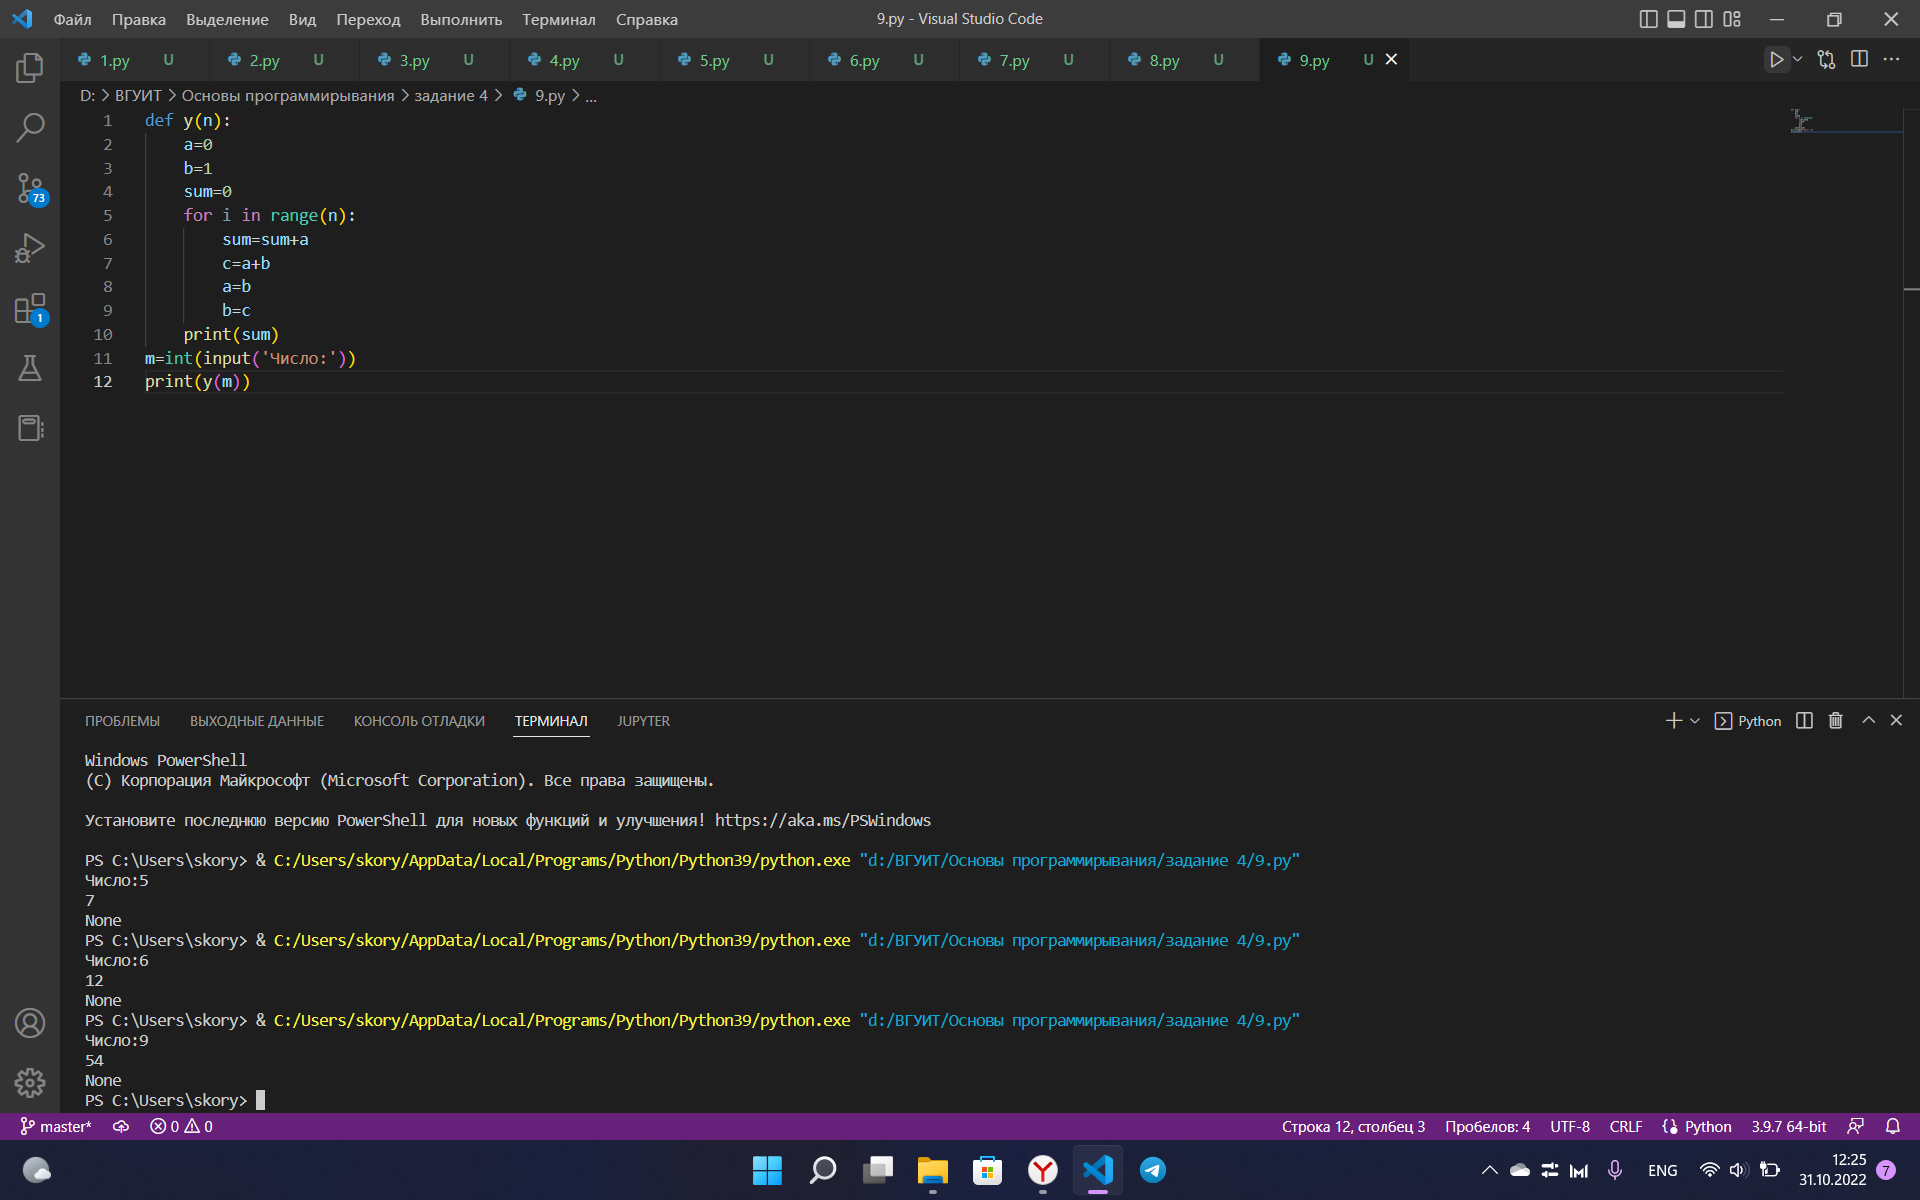 Файл Правка Выделение Вид Переход Выполнить Терминал Справка 9.py - Visual Studio Code
1.py U 2.py U 3.py U 4.py U 5.py U 6.py U 7.py U 8.py U 9.py U
D: > ВГУИТ > Основы программирывания > задание 4 > 9.py > ...
1 def y(n):
2 a=0
3 b=1
4 sum=0
5 for i in range(n):
6 sum=sum+a
7 c=a+b
8 a=b
9 b=c
10 print(sum)
11 m=int(input('Число:'))
12 print(y(m))
73
1
ПРОБЛЕМЫ ВЫХОДНЫЕ ДАННЫЕ КОНСОЛЬ ОТЛАДКИ ТЕРМИНАЛ JUPYTER Python
Windows PowerShell
(C) Корпорация Майкрософт (Microsoft Corporation). Все права защищены.
Установите последнюю версию PowerShell для новых функций и улучшения! https://aka.ms/PSWindows
PS C:\Users\skory> & C:/Users/skory/AppData/Local/Programs/Python/Python39/python.exe "d:/ВГУИТ/Основы программирывания/задание 4/9.py"
Число:5
7
None
PS C:\Users\skory> & C:/Users/skory/AppData/Local/Programs/Python/Python39/python.exe "d:/ВГУИТ/Основы программирывания/задание 4/9.py"
Число:6
12
None
PS C:\Users\skory> & C:/Users/skory/AppData/Local/Programs/Python/Python39/python.exe "d:/ВГУИТ/Основы программирывания/задание 4/9.py"
Число:9
54
None
PS C:\Users\skory>
master* 0 0 Строка 12, столбец 3 Пробелов: 4 UTF-8 CRLF Python 3.9.7 64-bit
ENG 12:25
31.10.2022 7